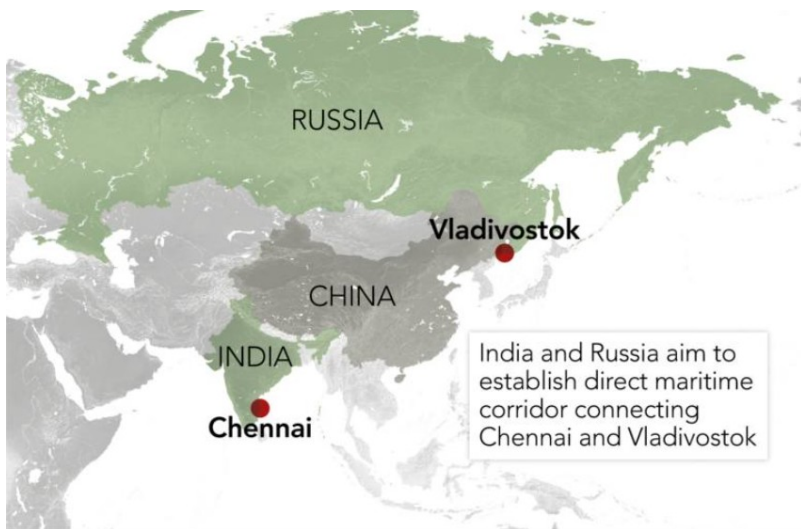 RUSSIA
Vladivostok
CHINA
INDIA
Chennai
India and Russia aim to
establish direct maritime
corridor connecting
Chennai and Vladivostok